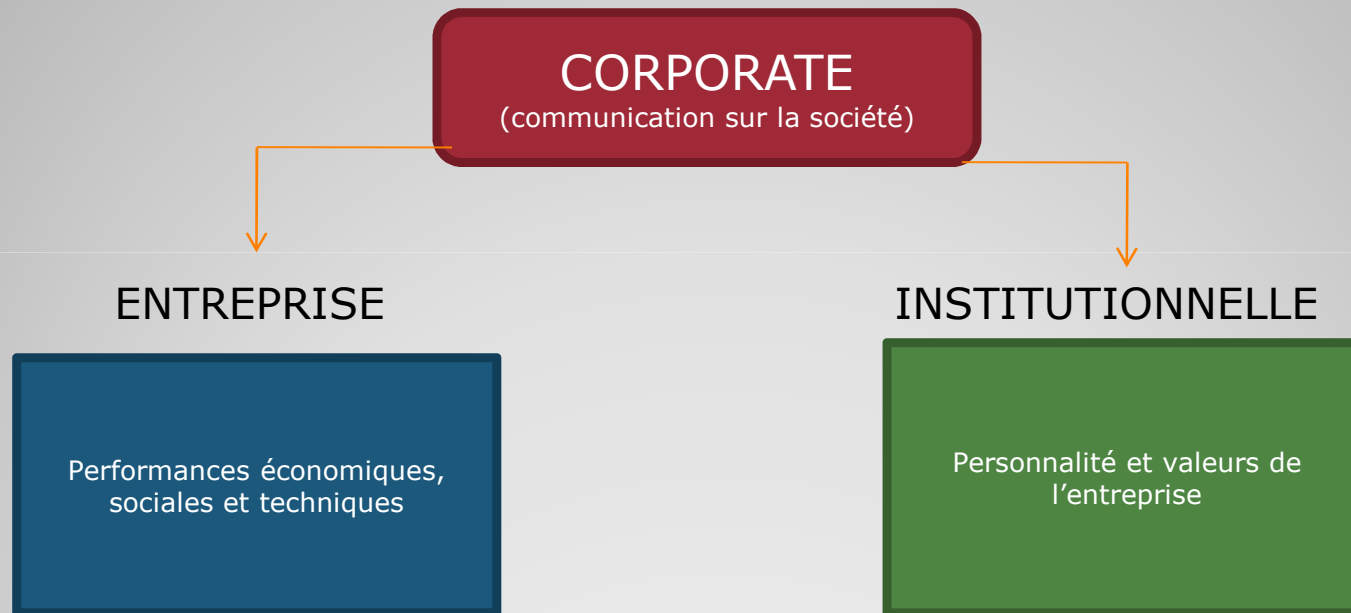 CORPORATE
(communication sur la société)
ENTREPRISE
INSTITUTIONNELLE
Performances économiques,
sociales et techniques
Personnalité et valeurs de
l’entreprise